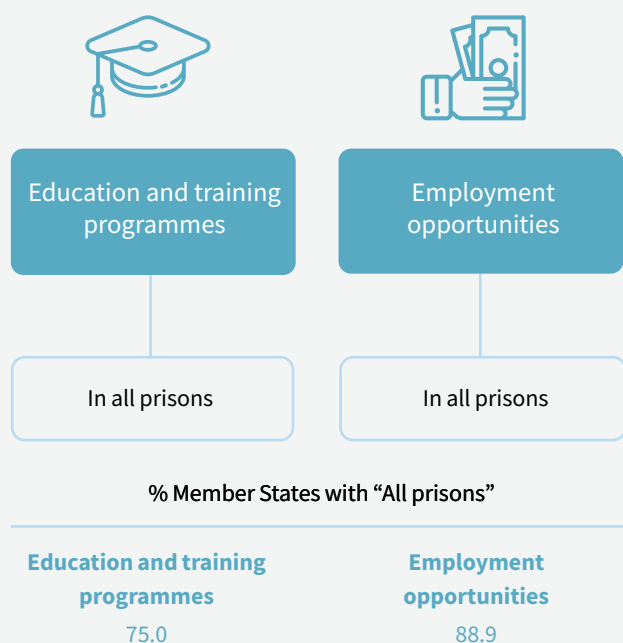 Education and training
programmes
Employment
opportunities
In all prisons
In all prisons
% Member States with “All prisons”
Education and training
programmes
Employment
opportunities
75.0
88.9